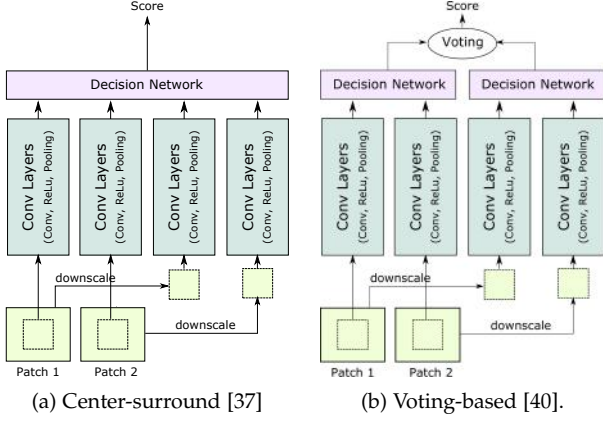 Score
Decision Network
Conv Layers
(Conv, ReLu, Pooling)
Conv Layers
(Conv, ReLu, Pooling)
Conv Layers
(Conv, ReLu, Pooling)
Conv Layers
(Conv, ReLu, Pooling)
downscale
downscale
Patch 1
Patch 2
(a) Center-surround [37]
Score
Voting
Decision Network
Decision Network
Conv Layers
(Conv, ReLu, Pooling)
Conv Layers
(Conv, ReLu, Pooling)
Conv Layers
(Conv, ReLu, Pooling)
Conv Layers
(Conv, ReLu, Pooling)
downscale
downscale
Patch 1
Patch 2
(b) Voting-based [40].